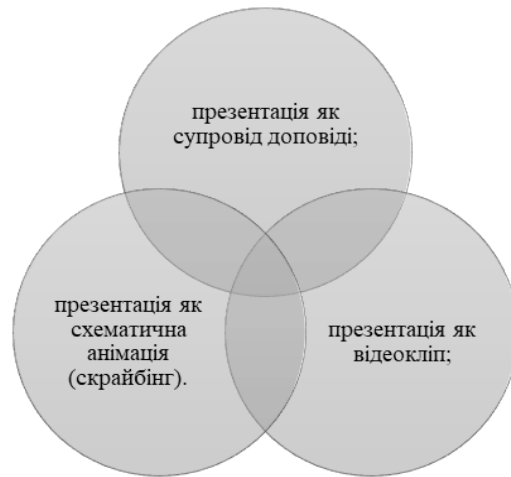 презентація як
супровід доповіді;
презентація як
відеокліп;
презентація як
схематична
анімація
(скрайбінг).